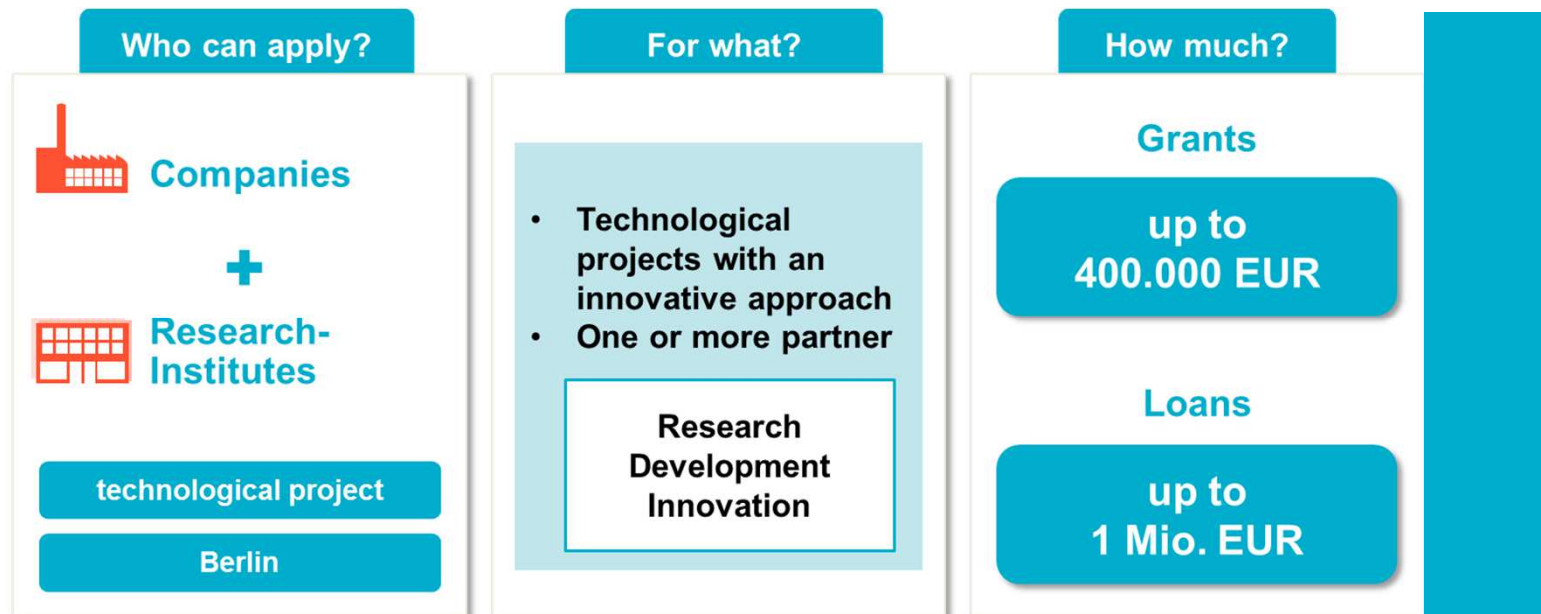 Who can apply?
Companies
+
Research-
Institutes
technological project
Berlin
For what?
• Technological
projects with an
innovative approach
• One or more partner
Research
Development
Innovation
How much?
Grants
up to
400.000 EUR
Loans
up to
1 Mio. EUR